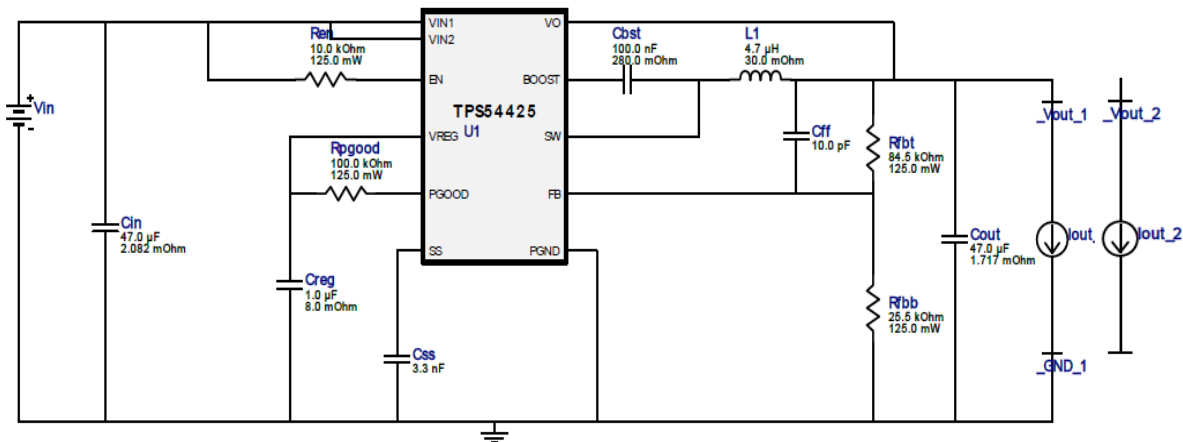 VIN1
VO
VIN2
Ren
10.0 kOhm
125.0 mW
Cbst
100.0 nF
280.0 mOhm
L1
4.7 µH
30.0 mOhm
EN
BOOST
TPS54425
U1
+
Vin
-
VREG
SW
Cff
10.0 pF
Rfbt
84.5 kOhm
125.0 mW
_Vout_1
_Vout_2
Rpgood
100.0 kOhm
125.0 mW
PGOOD
FB
Cin
47.0 µF
2.082 mOhm
SS
PGND
Cout
47.0 µF
1.717 mOhm
Iout_
Iout_2
Creg
1.0 µF
8.0 mOhm
Rfbb
25.5 kOhm
125.0 mW
Css
3.3 nF
_GND_1